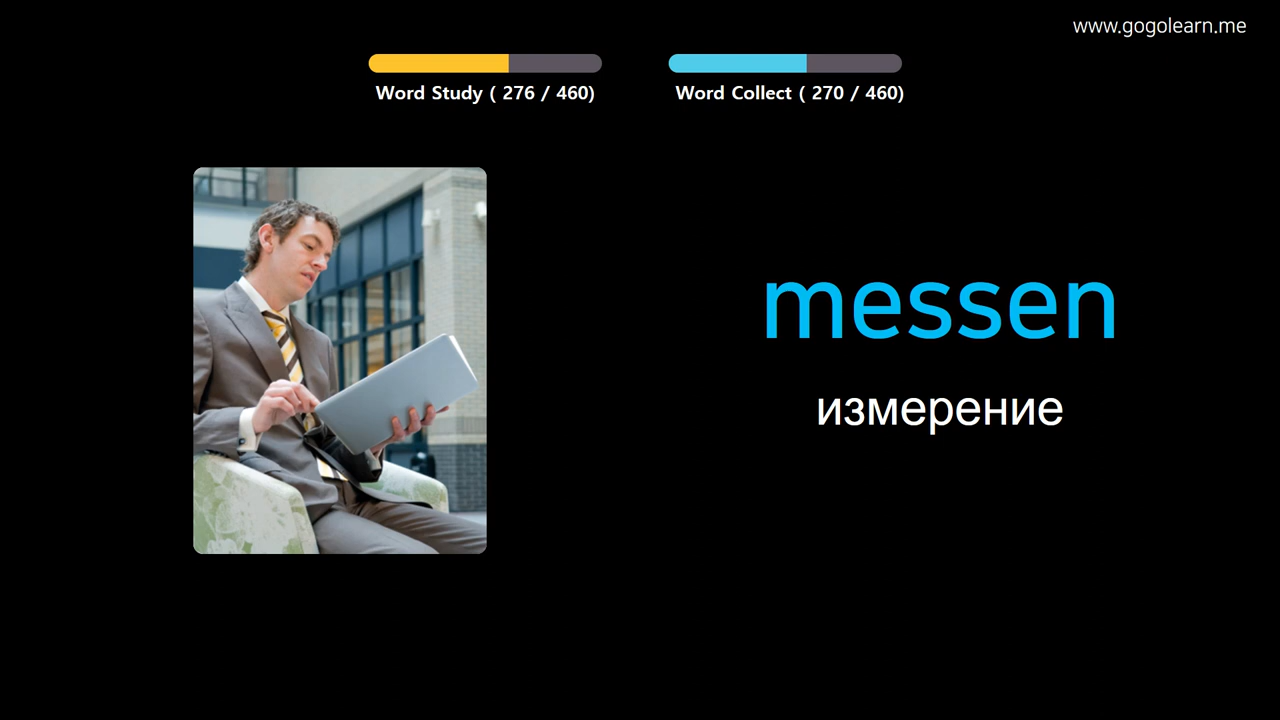 www.gogolearn.me
Word Study ( 276 / 460)
Word Collect ( 270 / 460)
messen
измерение